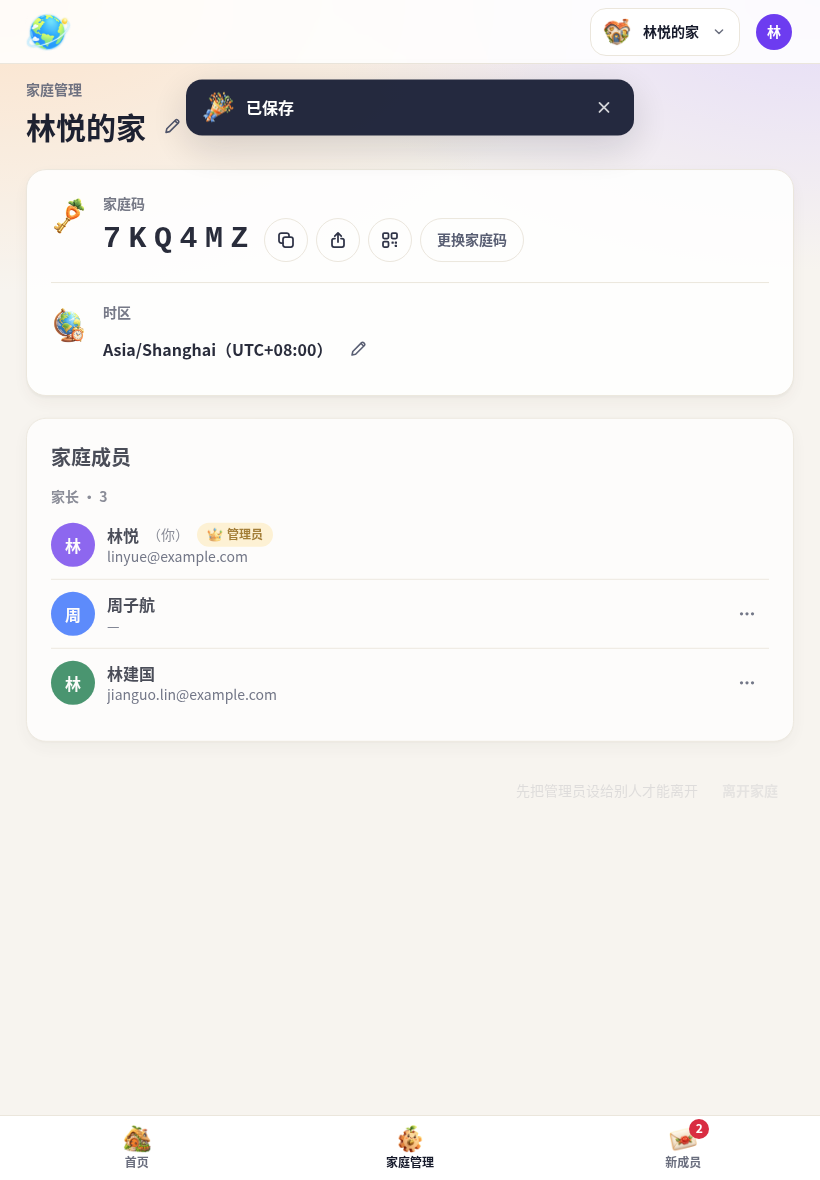 林悦的家
林
家庭管理
林悦的家
已保存
家庭码
7KQ4MZ
更换家庭码
时区
Asia/Shanghai（UTC+08:00）
家庭成员
家长 · 3
林
林悦 （你） 管理员
linyue@example.com
周
周子航
—
林
林建国
jianguo.lin@example.com
先把管理员设给别人才能离开 离开家庭
首页
家庭管理
2
新成员